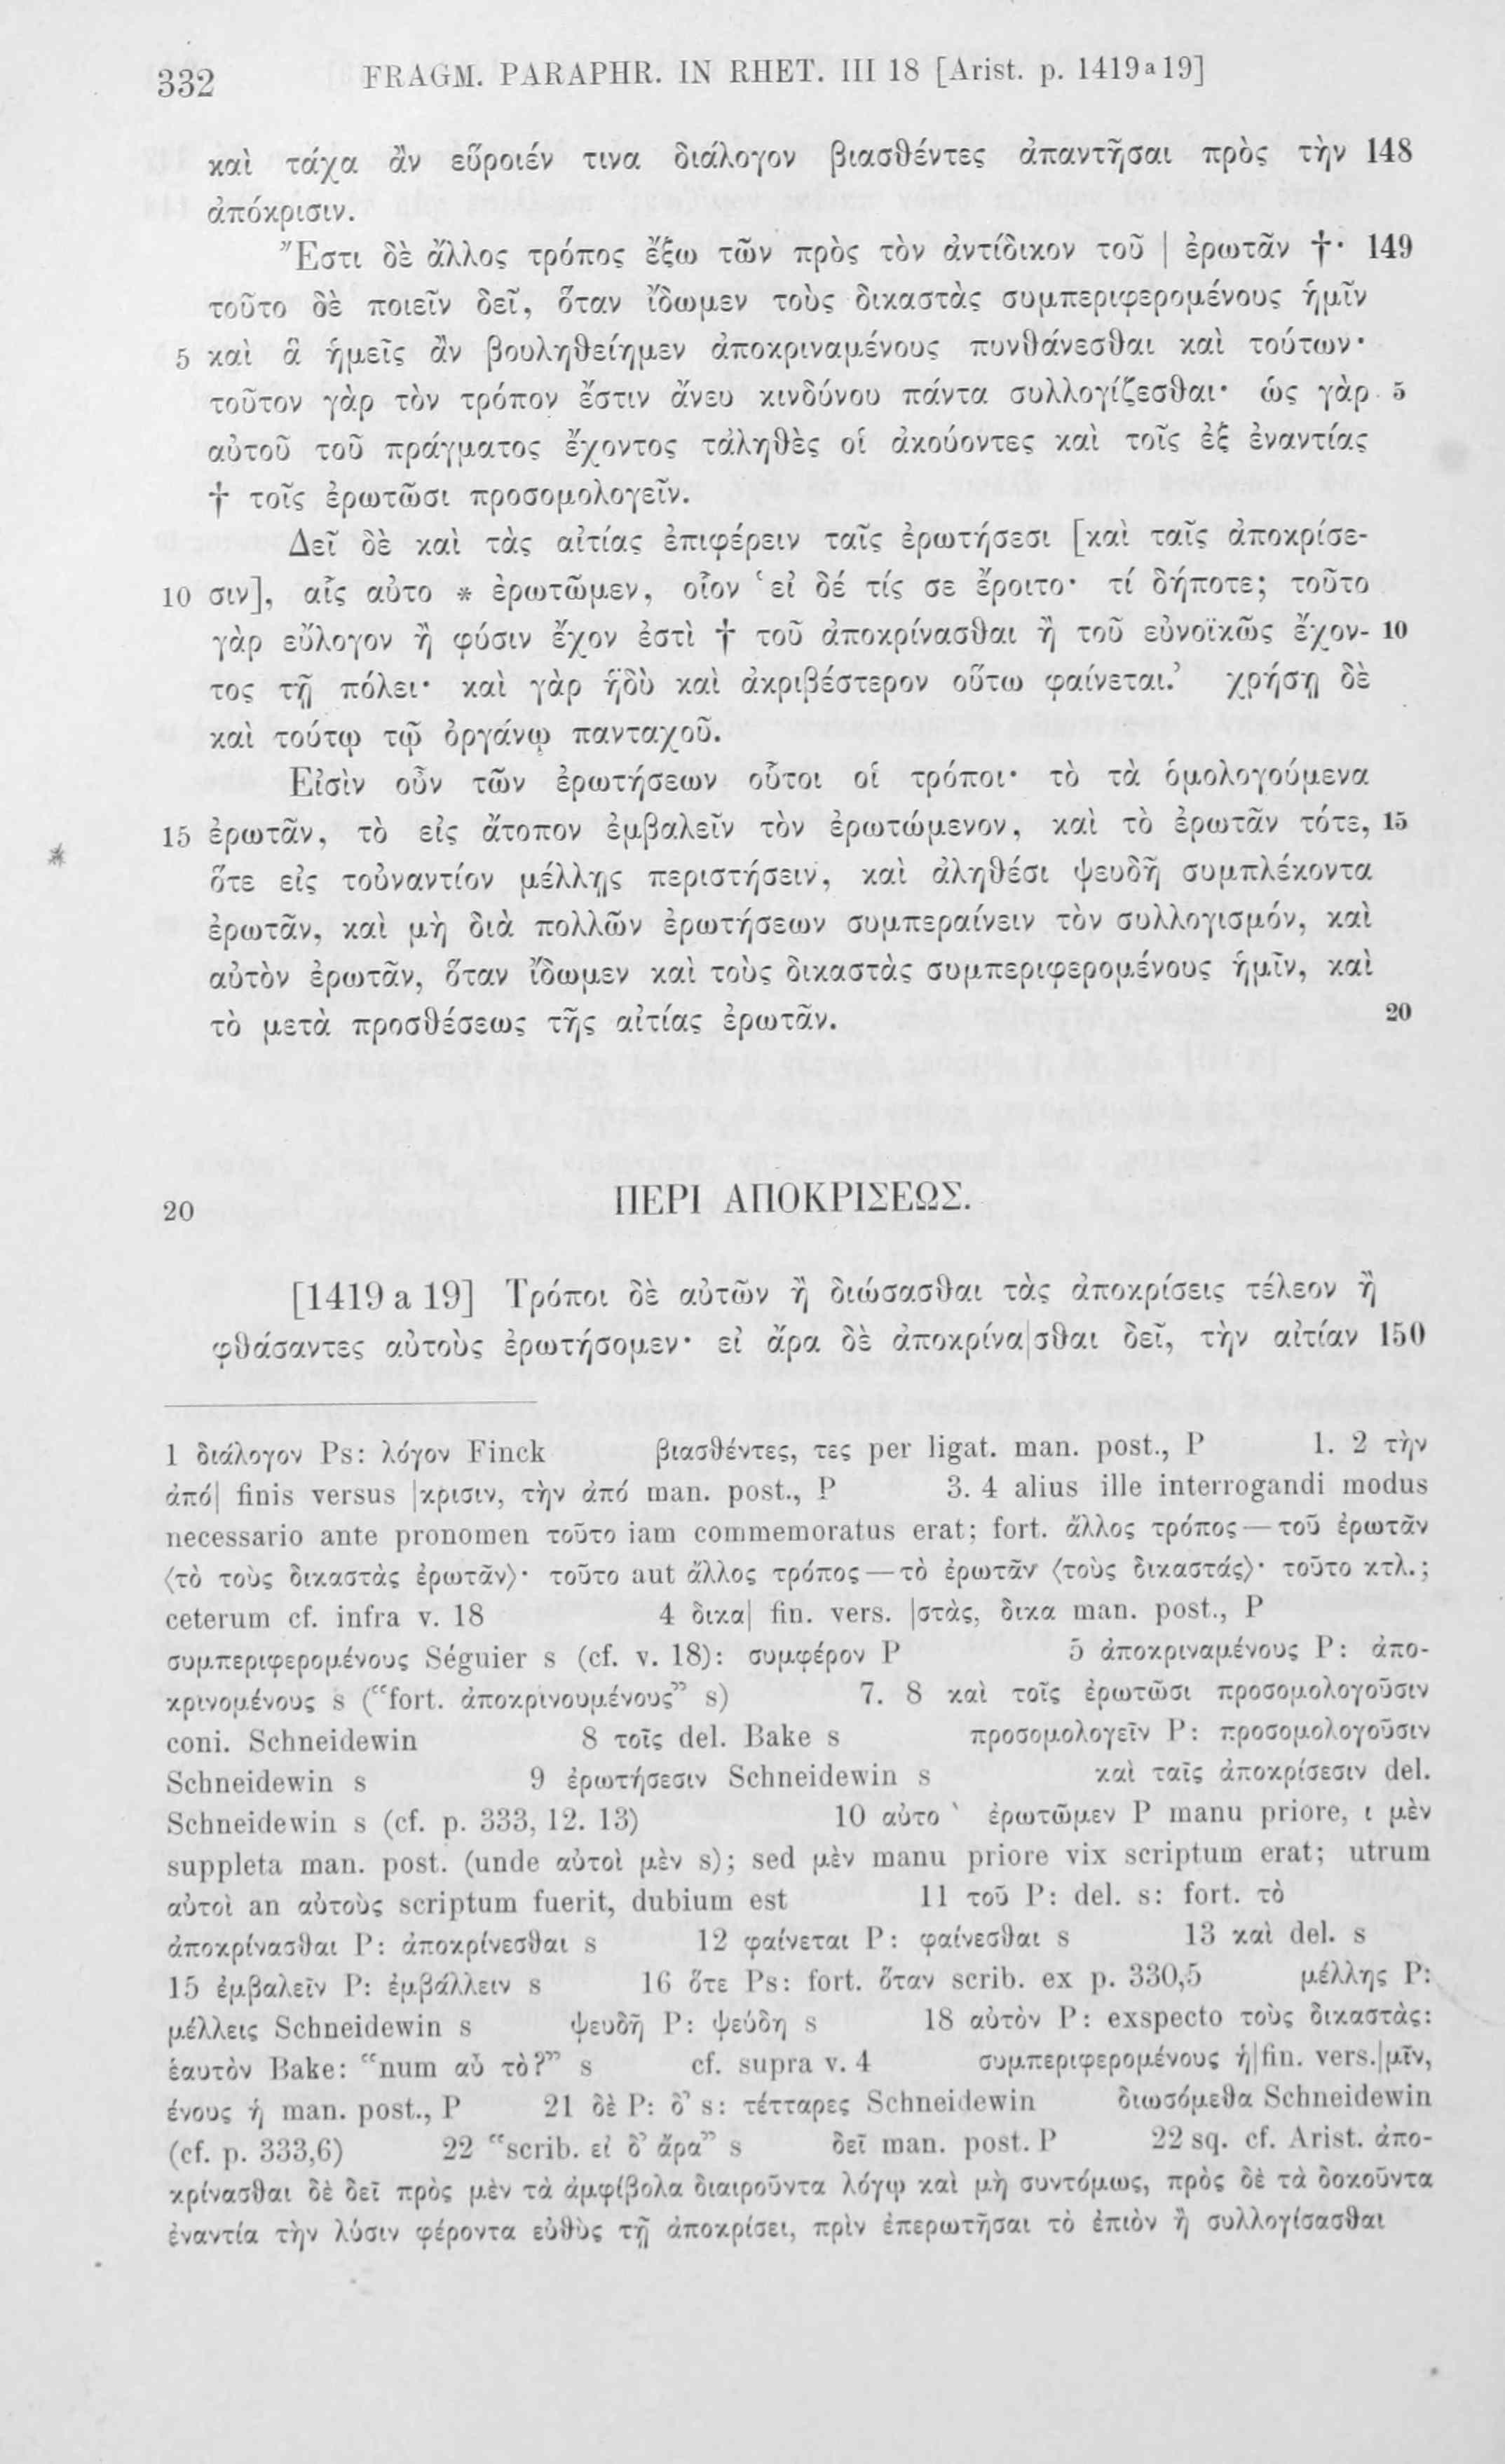 332 FRAGM. PARAPHR. IN RHET. III 18 [Arist. p. 1419ᵃ19]
καὶ τάχα ἂν εὕροιέν τινα διάλογον βιασθέντες ἀπαντῆσαι πρὸς τὴν 148
ἀπόκρισιν.
Ἔστι δὲ ἄλλος τρόπος ἔξω τῶν πρὸς τὸν ἀντίδικον τοῦ | ἐρωτᾶν †· 149
τοῦτο δὲ ποιεῖν δεῖ, ὅταν ἴδωμεν τοὺς δικαστὰς συμπεριφερομένους ἡμῖν
5 καὶ ἃ ἡμεῖς ἂν βουληθείημεν ἀποκριναμένους πυνθάνεσθαι καὶ τούτων·
τοῦτον γὰρ τὸν τρόπον ἔστιν ἄνευ κινδύνου πάντα συλλογίζεσθαι· ὡς γὰρ 5
αὐτοῦ τοῦ πράγματος ἔχοντος τἀληθὲς οἱ ἀκούοντες καὶ τοῖς ἐξ ἐναντίας
† τοῖς ἐρωτῶσι προσομολογεῖν.
Δεῖ δὲ καὶ τὰς αἰτίας ἐπιφέρειν ταῖς ἐρωτήσεσι [καὶ ταῖς ἀποκρίσε-
10 σιν], αἷς αὐτο * ἐρωτῶμεν, οἷον ‘εἰ δέ τίς σε ἔροιτο· τί δήποτε; τοῦτο
γὰρ εὔλογον ἢ φύσιν ἔχον ἐστὶ † τοῦ ἀποκρίνασθαι ἢ τοῦ εὐνοϊκῶς ἔχον- 10
τος τῇ πόλει· καὶ γὰρ ἡδὺ καὶ ἀκριβέστερον οὕτω φαίνεται.’ χρήσῃ δὲ
καὶ τούτῳ τῷ ὀργάνῳ πανταχοῦ.
Εἰσὶν οὖν τῶν ἐρωτήσεων οὗτοι οἱ τρόποι· τὸ τὰ ὁμολογούμενα
15 ἐρωτᾶν, τὸ εἰς ἄτοπον ἐμβαλεῖν τὸν ἐρωτώμενον, καὶ τὸ ἐρωτᾶν τότε, 15
ὅτε εἰς τοὐναντίον μέλλῃς περιστήσειν, καὶ ἀληθέσι ψευδῆ συμπλέκοντα
ἐρωτᾶν, καὶ μὴ διὰ πολλῶν ἐρωτήσεων συμπεραίνειν τὸν συλλογισμόν, καὶ
αὐτὸν ἐρωτᾶν, ὅταν ἴδωμεν καὶ τοὺς δικαστὰς συμπεριφερομένους ἡμῖν, καὶ
τὸ μετὰ προσθέσεως τῆς αἰτίας ἐρωτᾶν. 20
20 ΠΕΡΙ ΑΠΟΚΡΙΣΕΩΣ.
[1419 a 19] Τρόποι δὲ αὐτῶν ἢ διώσασθαι τὰς ἀποκρίσεις τέλεον ἢ
φθάσαντες αὐτοὺς ἐρωτήσομεν· εἰ ἄρα δὲ ἀποκρίνα|σθαι δεῖ, τὴν αἰτίαν 150
1 διάλογον Ps: λόγον Finck βιασθέντες, τες per ligat. man. post., P 1. 2 τὴν
ἀπό| finis versus |κρισιν, τὴν ἀπό man. post., P 3. 4 alius ille interrogandi modus
necessario ante pronomen τοῦτο iam commemoratus erat; fort. ἄλλος τρόπος — τοῦ ἐρωτᾶν
⟨τὸ τοὺς δικαστὰς ἐρωτᾶν⟩· τοῦτο aut ἄλλος τρόπος — τὸ ἐρωτᾶν ⟨τοὺς δικαστάς⟩· τοῦτο κτλ.;
ceterum cf. infra v. 18 4 δικα| fin. vers. |στὰς, δικα man. post., P
συμπεριφερομένους Séguier s (cf. v. 18): συμφέρον P 5 ἀποκριναμένους P: ἀπο-
κρινομένους s (“fort. ἀποκρινουμένους” s) 7. 8 καὶ τοῖς ἐρωτῶσι προσομολογοῦσιν
coni. Schneidewin 8 τοῖς del. Bake s προσομολογεῖν P: προσομολογοῦσιν
Schneidewin s 9 ἐρωτήσεσιν Schneidewin s καὶ ταῖς ἀποκρίσεσιν del.
Schneidewin s (cf. p. 333, 12. 13) 10 αὐτο ‵ ἐρωτῶμεν P manu priore, ι μὲν
suppleta man. post. (unde αὐτοὶ μὲν s); sed μὲν manu priore vix scriptum erat; utrum
αὐτοὶ an αὐτοὺς scriptum fuerit, dubium est 11 τοῦ P: del. s: fort. τὸ
ἀποκρίνασθαι P: ἀποκρίνεσθαι s 12 φαίνεται P: φαίνεσθαι s 13 καὶ del. s
15 ἐμβαλεῖν P: ἐμβάλλειν s 16 ὅτε Ps: fort. ὅταν scrib. ex p. 330,5 μέλλῃς P:
μέλλεις Schneidewin s ψευδῆ P: ψεύδη s 18 αὐτὸν P: exspecto τοὺς δικαστὰς:
ἑαυτὸν Bake: “num αὖ τὸ?” s cf. supra v. 4 συμπεριφερομένους ἡ|fin. vers.|μῖν,
ένους ἡ man. post., P 21 δὲ P: δ’ s: τέτταρες Schneidewin διωσόμεθα Schneidewin
(cf. p. 333,6) 22 “scrib. εἰ δ’ ἄρα” s δεῖ man. post. P 22 sq. cf. Arist. ἀπο-
κρίνασθαι δὲ δεῖ πρὸς μὲν τὰ ἀμφίβολα διαιροῦντα λόγῳ καὶ μὴ συντόμως, πρὸς δὲ τὰ δοκοῦντα
ἐναντία τὴν λύσιν φέροντα εὐθὺς τῇ ἀποκρίσει, πρὶν ἐπερωτῆσαι τὸ ἐπιὸν ἢ συλλογίσασθαι